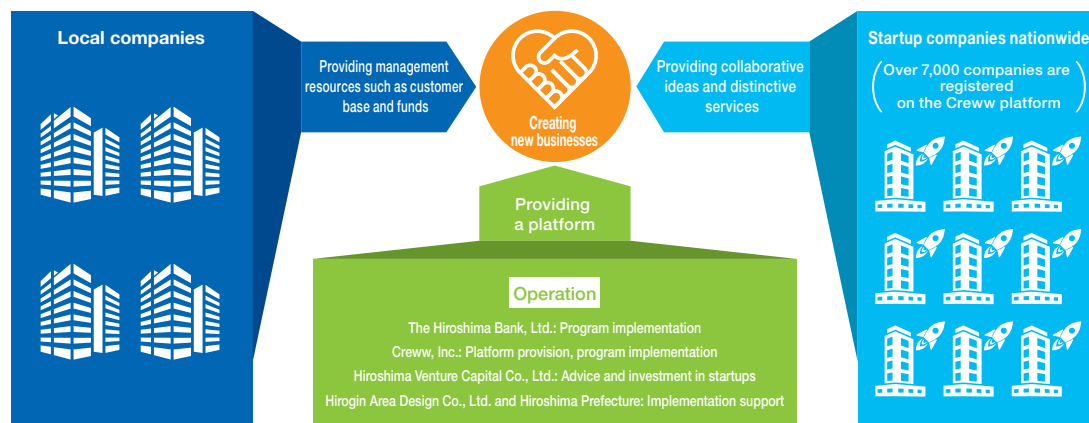 Local companies
Providing management
resources such as customer
base and funds
Creating
new businesses
Providing collaborative
ideas and distinctive
services
Startup companies nationwide
(Over 7,000 companies are
registered
on the Creww platform)
Providing
a platform
Operation
The Hiroshima Bank, Ltd.: Program implementation
Creww, Inc.: Platform provision, program implementation
Hiroshima Venture Capital Co., Ltd.: Advice and investment in startups
Hirogin Area Design Co., Ltd. and Hiroshima Prefecture: Implementation support